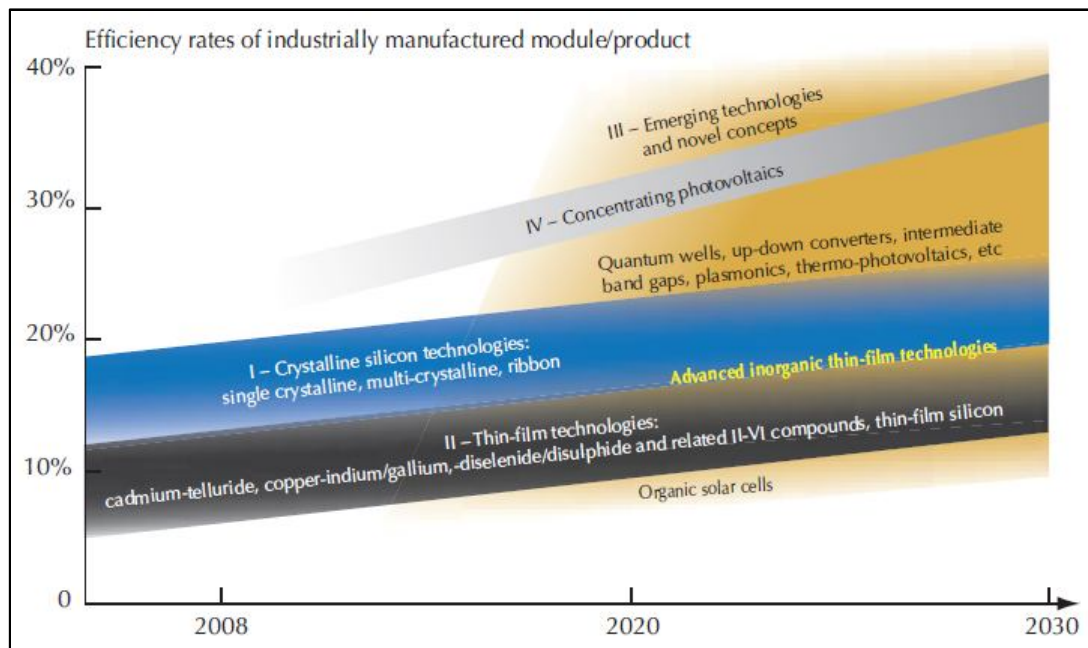 Efficiency rates of industrially manufactured module/product
40%
III – Emerging technologies
and novel concepts
30%
IV – Concentrating photovoltaics
Quantum wells, up-down converters, intermediate
band gaps, plasmonics, thermo-photovoltaics, etc
20%
I – Crystalline silicon technologies:
single crystalline, multi-crystalline, ribbon
Advanced inorganic thin-film technologies
II – Thin-film technologies:
10%
cadmium-telluride, copper-indium/gallium,-diselenide/disulphide and related II-VI compounds, thin-film silicon
Organic solar cells
0
2008
2020
2030